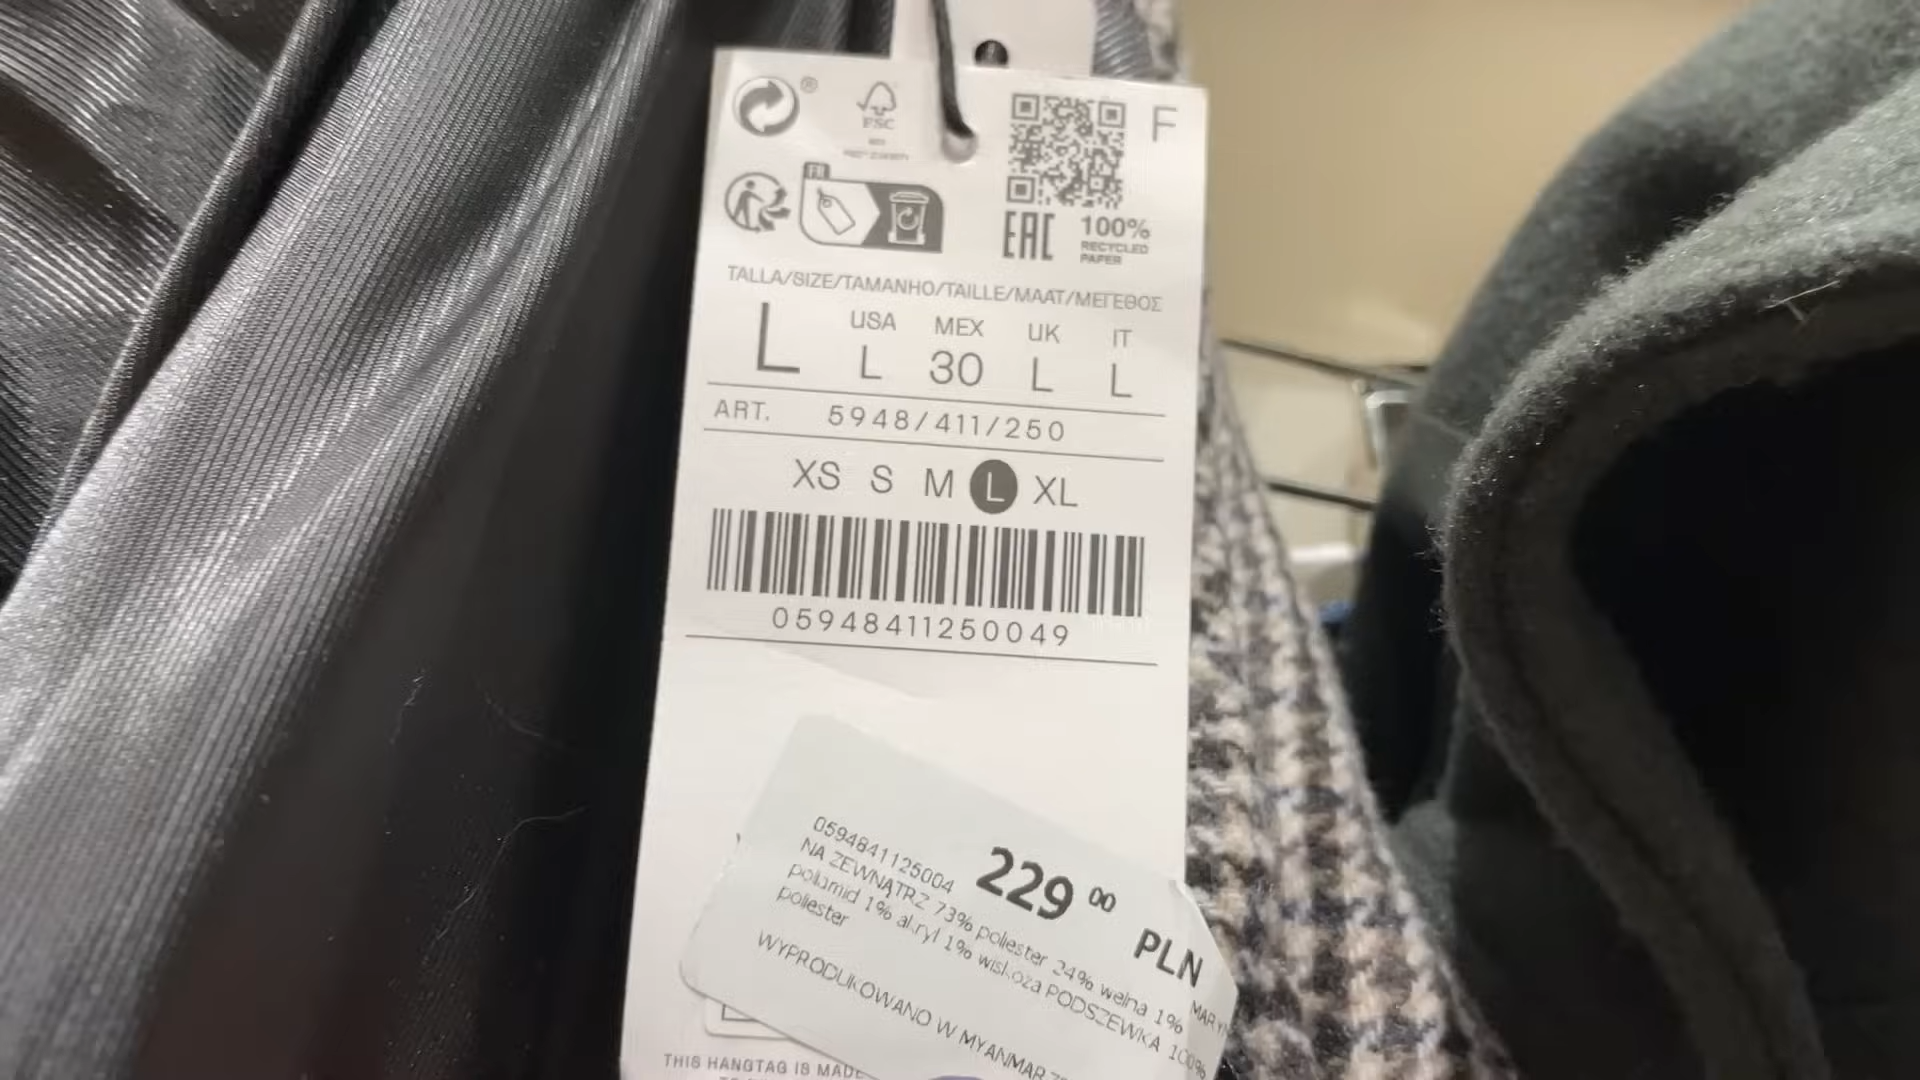 ®
FSC
F
FR
EAC
100%
RECYCLED
PAPER
TALLA/SIZE/TAMANHO/TAILLE/MAAT/ΜΕΓΕΘΟΣ
L
USA MEX UK IT
L 30 L L
ART. 5948/411/250
XS S M L XL
05948411250049
0594841125004 229 00 PLN
NA ZEWNĄTRZ 73% poliester 24% wełna 1%
poliamid 1% akryl 1% wiskoza PODSZEWKA 100%
poliester
WYPRODUKOWANO W MYANMAR
THIS HANGTAG IS MADE